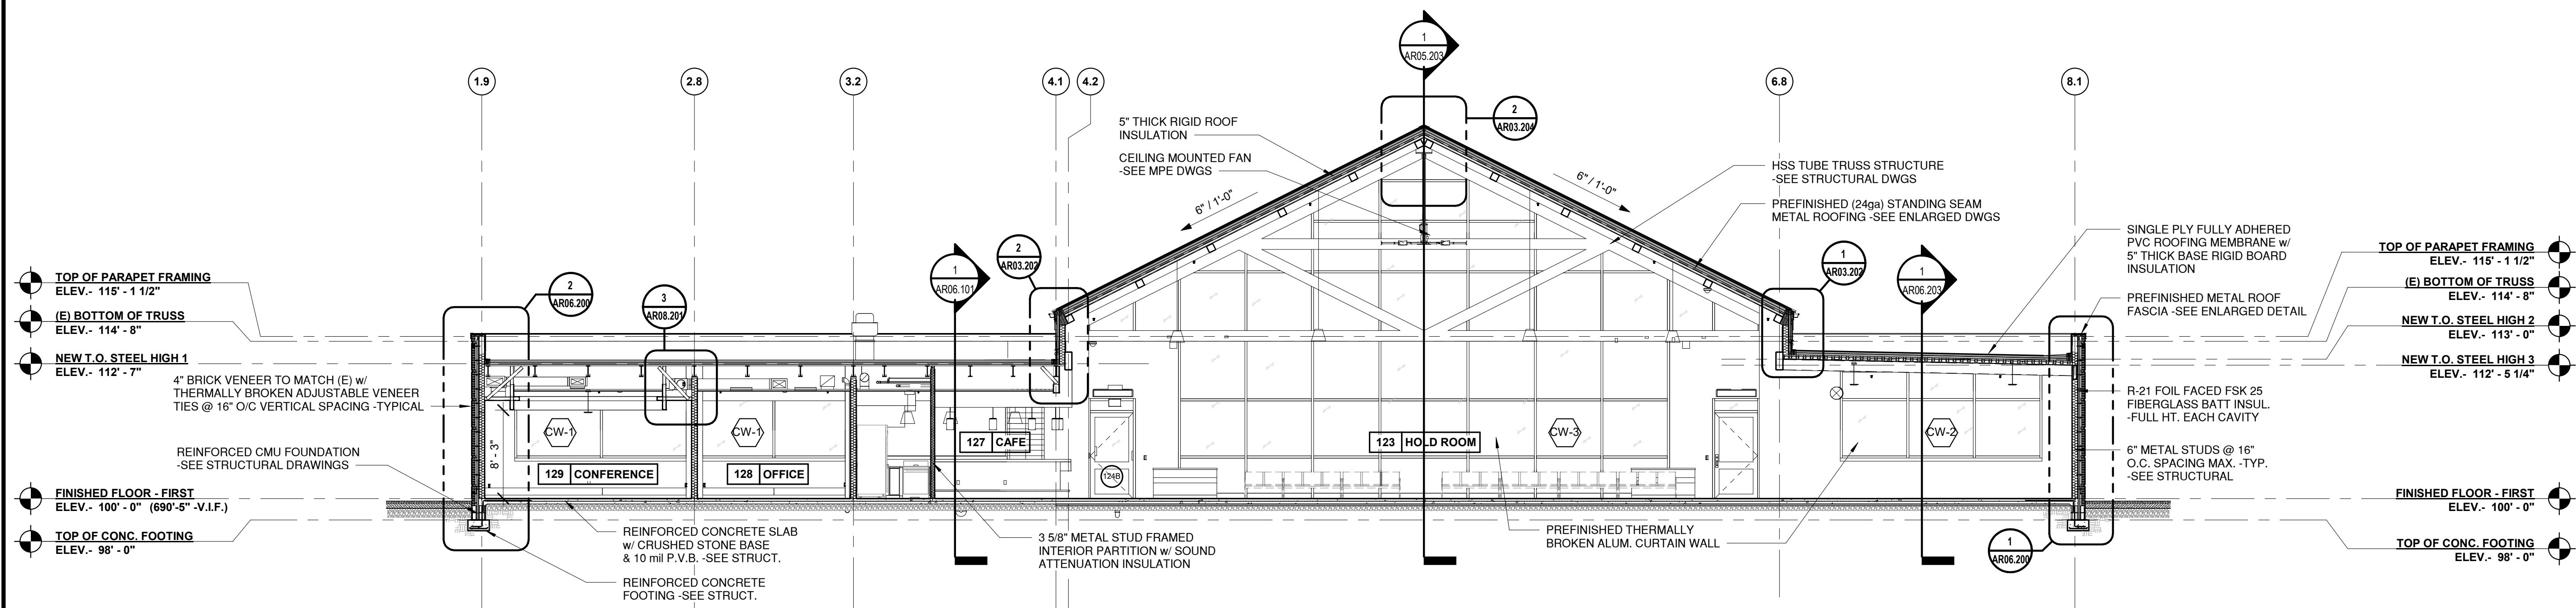 1
AR05.203
1.9
2.8
3.2
4.1
4.2
6.8
8.1
2
AR03.204
5" THICK RIGID ROOF
INSULATION
CEILING MOUNTED FAN
-SEE MPE DWGS
6" / 1'-0"
6" / 1'-0"
HSS TUBE TRUSS STRUCTURE
-SEE STRUCTURAL DWGS
PREFINISHED (24ga) STANDING SEAM
METAL ROOFING -SEE ENLARGED DWGS
SINGLE PLY FULLY ADHERED
PVC ROOFING MEMBRANE w/
5" THICK BASE RIGID BOARD
INSULATION
PREFINISHED METAL ROOF
FASCIA -SEE ENLARGED DETAIL
TOP OF PARAPET FRAMING
ELEV.- 115' - 1 1/2"
(E) BOTTOM OF TRUSS
ELEV.- 114' - 8"
NEW T.O. STEEL HIGH 1
ELEV.- 112' - 7"
4" BRICK VENEER TO MATCH (E) w/
THERMALLY BROKEN ADJUSTABLE VENEER
TIES @ 16" O/C VERTICAL SPACING -TYPICAL
REINFORCED CMU FOUNDATION
-SEE STRUCTURAL DRAWINGS
FINISHED FLOOR - FIRST
ELEV.- 100' - 0" (690'-5" -V.I.F.)
TOP OF CONC. FOOTING
ELEV.- 98' - 0"
2
AR06.200
3
AR08.201
1
AR06.101
2
AR03.202
1
AR03.202
1
AR06.203
TOP OF PARAPET FRAMING
ELEV.- 115' - 1 1/2"
(E) BOTTOM OF TRUSS
ELEV.- 114' - 8"
NEW T.O. STEEL HIGH 2
ELEV.- 113' - 0"
NEW T.O. STEEL HIGH 3
ELEV.- 112' - 5 1/4"
R-21 FOIL FACED FSK 25
FIBERGLASS BATT INSUL.
-FULL HT. EACH CAVITY
6" METAL STUDS @ 16"
O.C. SPACING MAX. -TYP.
-SEE STRUCTURAL
FINISHED FLOOR - FIRST
ELEV.- 100' - 0"
TOP OF CONC. FOOTING
ELEV.- 98' - 0"
8' - 3"
CW-1
CW-1
CW-3
CW-2
129 CONFERENCE
128 OFFICE
127 CAFE
123 HOLD ROOM
124B
REINFORCED CONCRETE SLAB
w/ CRUSHED STONE BASE
& 10 mil P.V.B. -SEE STRUCT.
REINFORCED CONCRETE
FOOTING -SEE STRUCT.
3 5/8" METAL STUD FRAMED
INTERIOR PARTITION w/ SOUND
ATTENUATION INSULATION
PREFINISHED THERMALLY
BROKEN ALUM. CURTAIN WALL
1
AR06.200